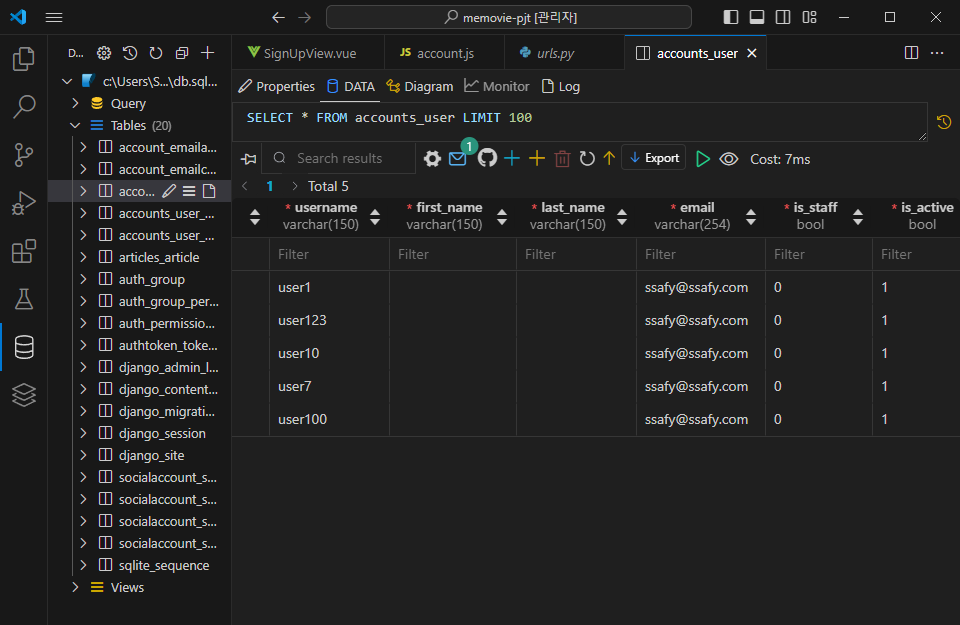 memovie-pjt [관리자]
D...
SignUpView.vue
JS account.js
urls.py
accounts_user
c:\Users\S...\db.sql...
Query
Tables (20)
account_emaila...
account_emailc...
acco...
accounts_user_...
accounts_user_...
articles_article
auth_group
auth_group_per...
auth_permissio...
authtoken_toke...
django_admin_l...
django_content...
django_migrati...
django_session
django_site
socialaccount_s...
socialaccount_s...
socialaccount_s...
socialaccount_s...
sqlite_sequence
Views
Properties DATA Diagram Monitor Log
SELECT * FROM accounts_user LIMIT 100
Search results 1 Export Cost: 7ms
1 Total 5
* username * first_name * last_name * email * is_staff * is_active
varchar(150) varchar(150) varchar(150) varchar(254) bool bool
Filter Filter Filter Filter Filter Filter
user1 ssafy@ssafy.com 0 1
user123 ssafy@ssafy.com 0 1
user10 ssafy@ssafy.com 0 1
user7 ssafy@ssafy.com 0 1
user100 ssafy@ssafy.com 0 1